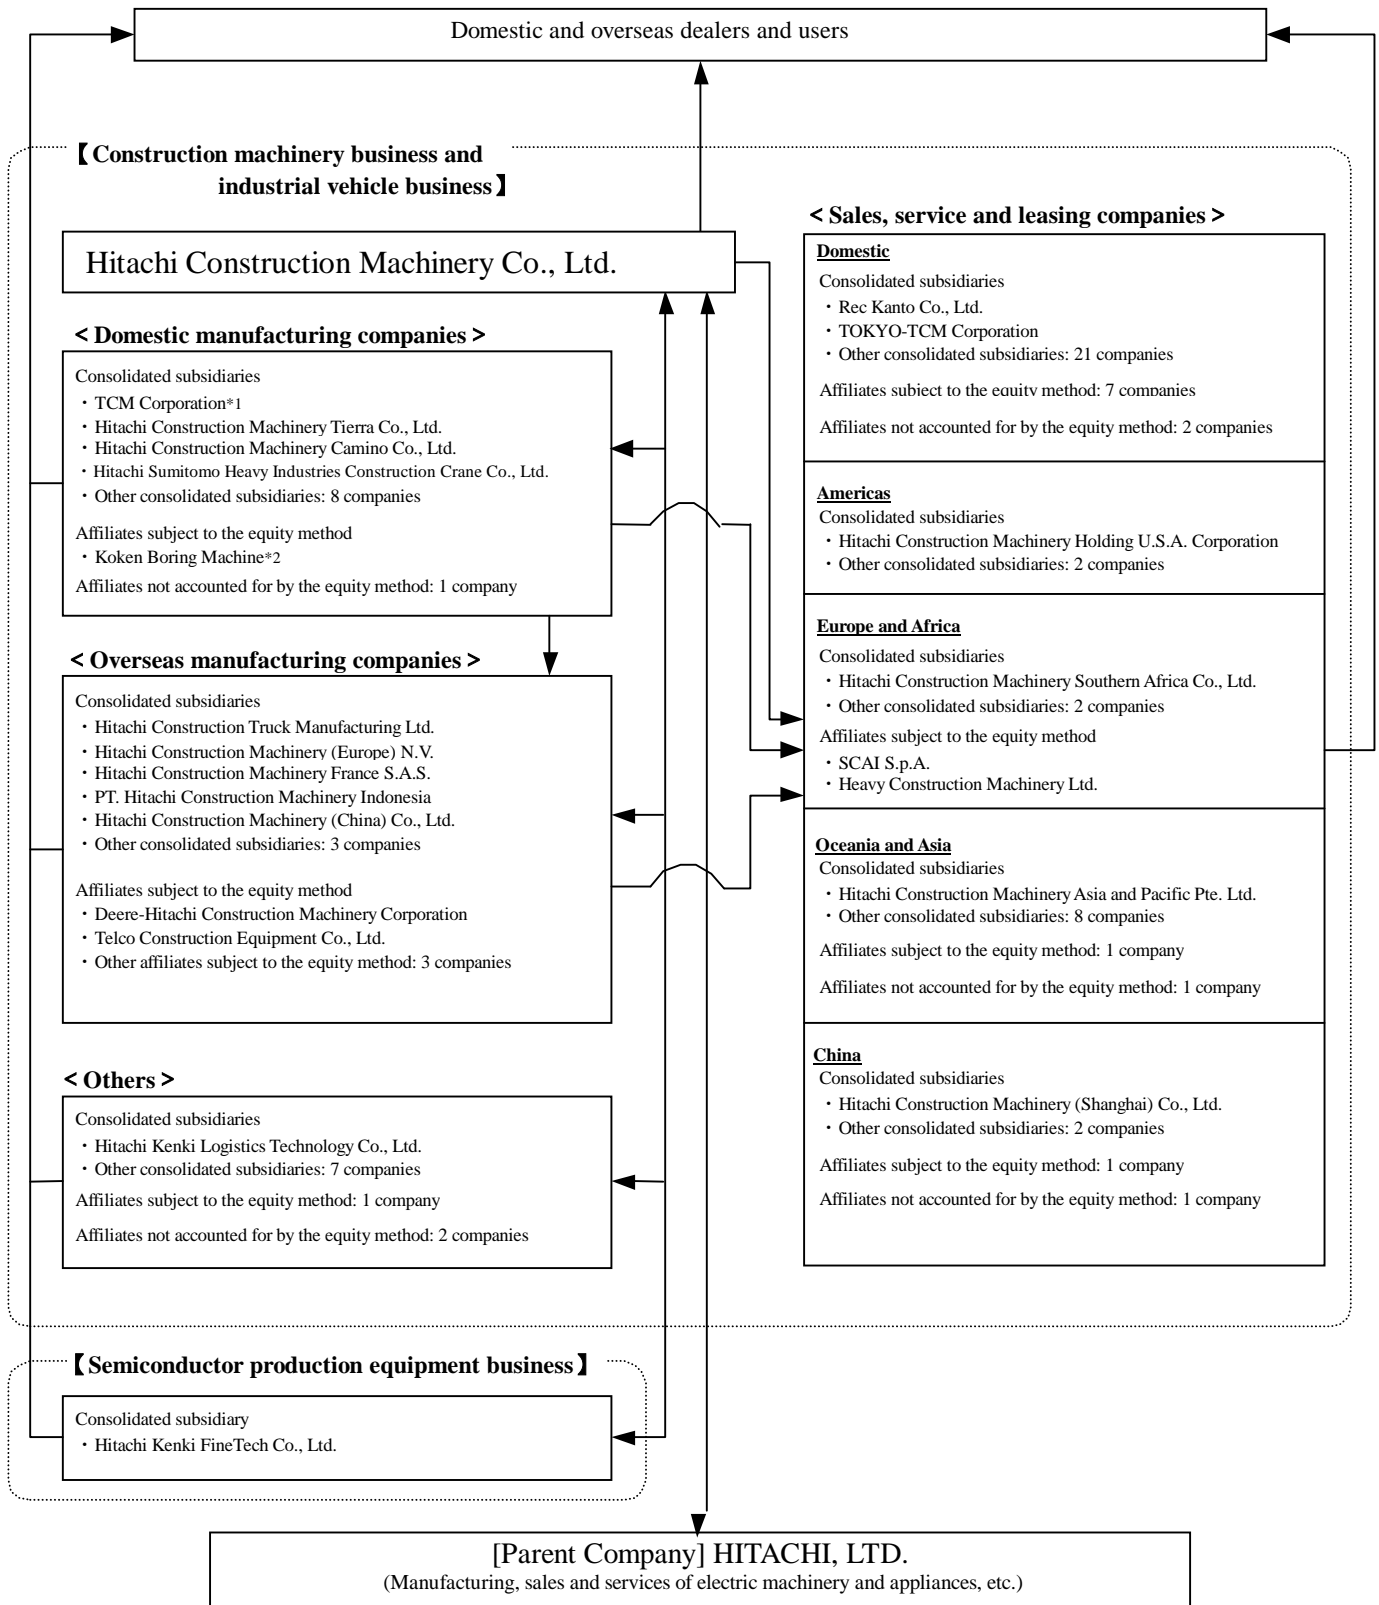 Domestic and overseas dealers and users
【Construction machinery business and
industrial vehicle business】
Hitachi Construction Machinery Co., Ltd.
< Domestic manufacturing companies >
Consolidated subsidiaries
・TCM Corporation*1
・Hitachi Construction Machinery Tierra Co., Ltd.
・Hitachi Construction Machinery Camino Co., Ltd.
・Hitachi Sumitomo Heavy Industries Construction Crane Co., Ltd.
・Other consolidated subsidiaries: 8 companies
Affiliates subject to the equity method
・Koken Boring Machine*2
Affiliates not accounted for by the equity method: 1 company
< Overseas manufacturing companies >
Consolidated subsidiaries
・Hitachi Construction Truck Manufacturing Ltd.
・Hitachi Construction Machinery (Europe) N.V.
・Hitachi Construction Machinery France S.A.S.
・PT. Hitachi Construction Machinery Indonesia
・Hitachi Construction Machinery (China) Co., Ltd.
・Other consolidated subsidiaries: 3 companies
Affiliates subject to the equity method
・Deere-Hitachi Construction Machinery Corporation
・Telco Construction Equipment Co., Ltd.
・Other affiliates subject to the equity method: 3 companies
< Others >
Consolidated subsidiaries
・Hitachi Kenki Logistics Technology Co., Ltd.
・Other consolidated subsidiaries: 7 companies
Affiliates subject to the equity method: 1 company
Affiliates not accounted for by the equity method: 2 companies
< Sales, service and leasing companies >
Domestic
Consolidated subsidiaries
・Rec Kanto Co., Ltd.
・TOKYO-TCM Corporation
・Other consolidated subsidiaries: 21 companies
Affiliates subject to the equity method: 7 companies
Affiliates not accounted for by the equity method: 2 companies
Americas
Consolidated subsidiaries
・Hitachi Construction Machinery Holding U.S.A. Corporation
・Other consolidated subsidiaries: 2 companies
Europe and Africa
Consolidated subsidiaries
・Hitachi Construction Machinery Southern Africa Co., Ltd.
・Other consolidated subsidiaries: 2 companies
Affiliates subject to the equity method
・SCAI S.p.A.
・Heavy Construction Machinery Ltd.
Oceania and Asia
Consolidated subsidiaries
・Hitachi Construction Machinery Asia and Pacific Pte. Ltd.
・Other consolidated subsidiaries: 8 companies
Affiliates subject to the equity method: 1 company
Affiliates not accounted for by the equity method: 1 company
China
Consolidated subsidiaries
・Hitachi Construction Machinery (Shanghai) Co., Ltd.
・Other consolidated subsidiaries: 2 companies
Affiliates subject to the equity method: 1 company
Affiliates not accounted for by the equity method: 1 company
【Semiconductor production equipment business】
Consolidated subsidiary
・Hitachi Kenki FineTech Co., Ltd.
[Parent Company] HITACHI, LTD.
(Manufacturing, sales and services of electric machinery and appliances, etc.)